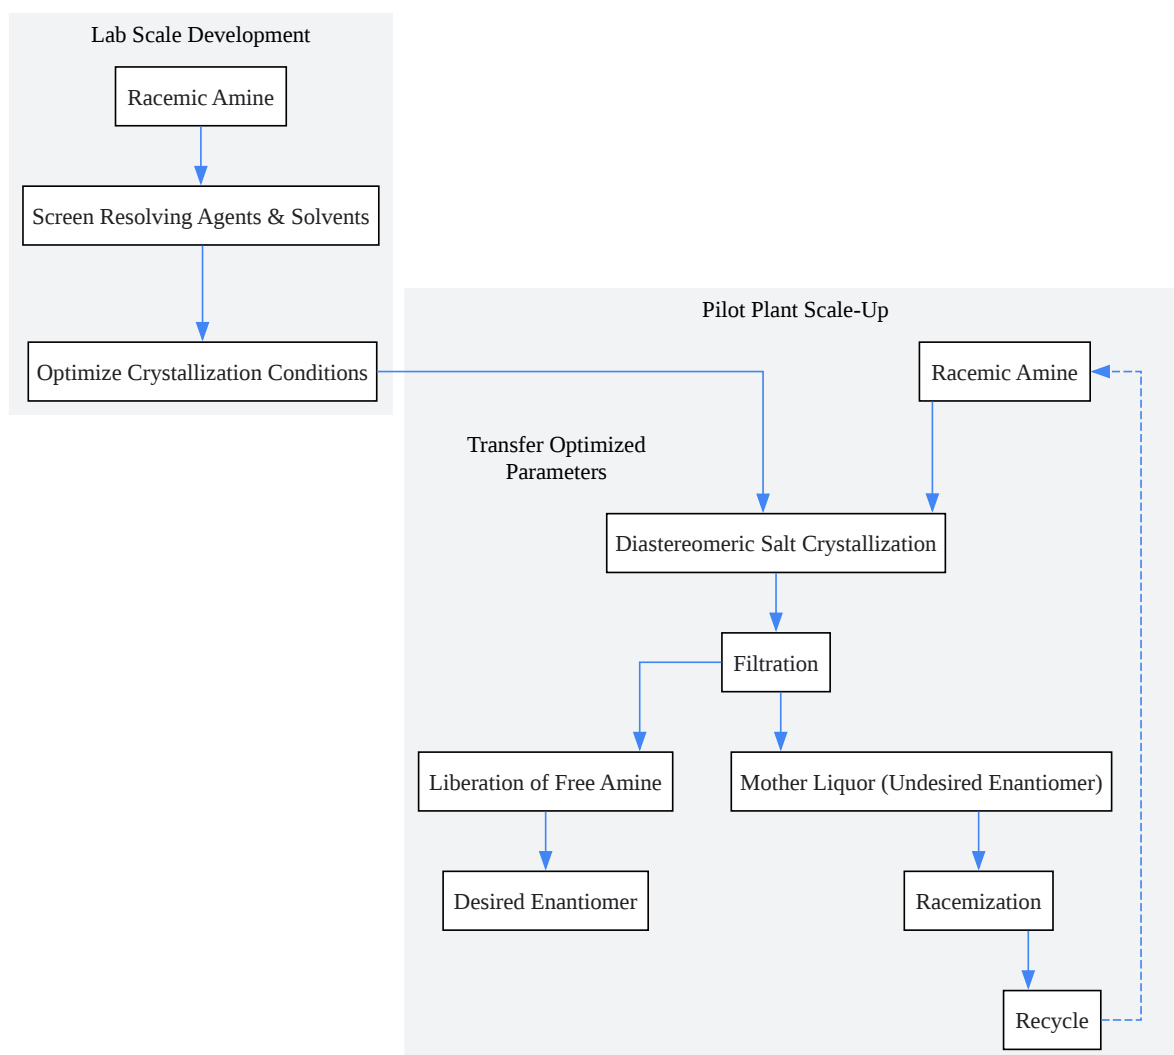 Lab Scale Development
Racemic Amine
Screen Resolving Agents & Solvents
Optimize Crystallization Conditions
Pilot Plant Scale-Up
Racemic Amine
Transfer Optimized
Parameters
Diastereomeric Salt Crystallization
Filtration
Liberation of Free Amine
Mother Liquor (Undesired Enantiomer)
Desired Enantiomer
Racemization
Recycle